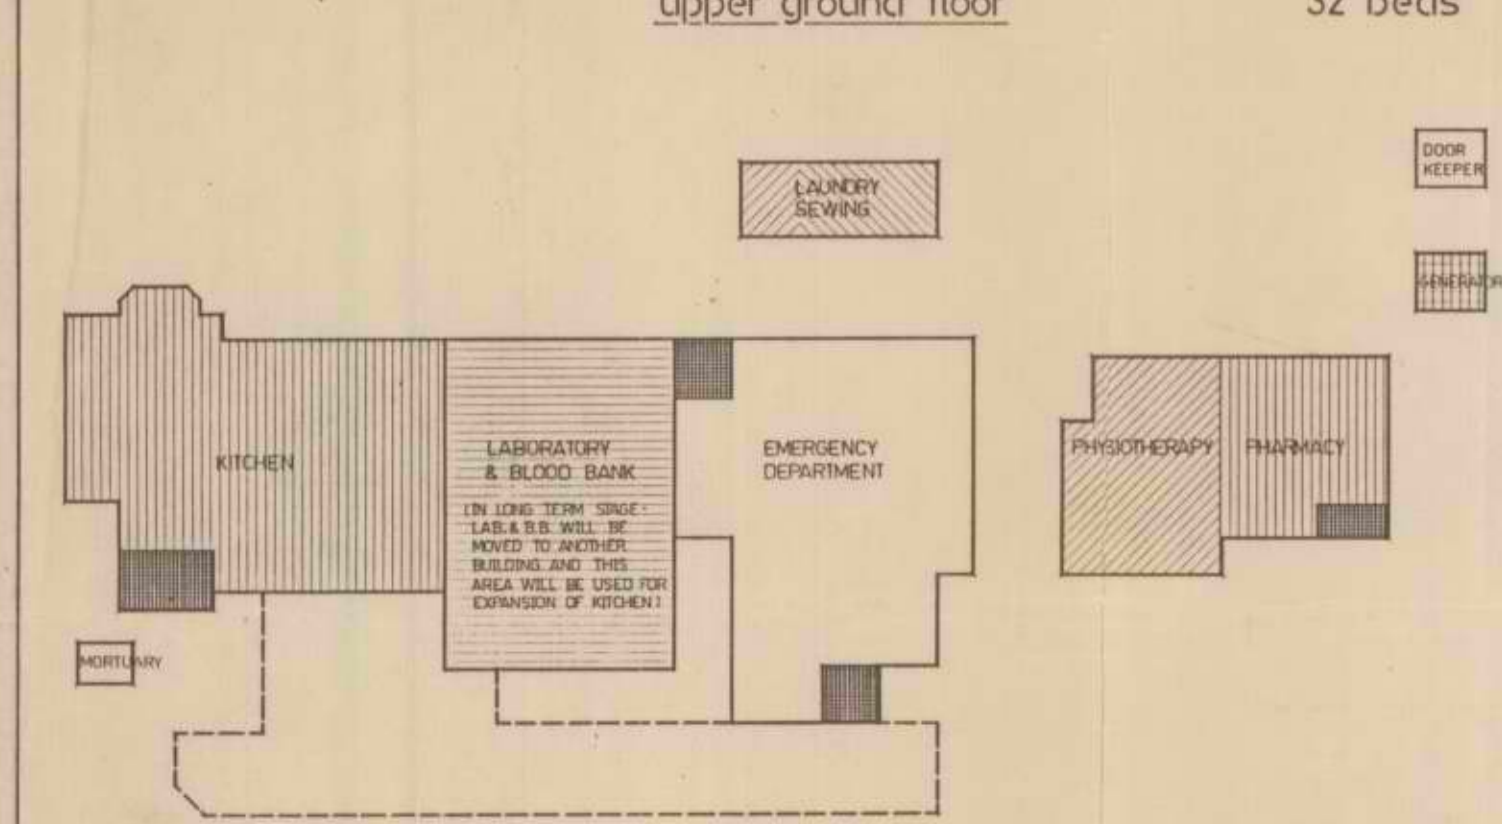 upper ground floor
32 beds
DOOR
KEEPER
LAUNDRY
SEWING
GENERATOR
KITCHEN
LABORATORY
& BLOOD BANK
(IN LONG TERM STAGE:
LAB. & B.B. WILL BE
MOVED TO ANOTHER
BUILDING AND THIS
AREA WILL BE USED FOR
EXPANSION OF KITCHEN)
EMERGENCY
DEPARTMENT
PHYSIOTHERAPY
PHARMACY
MORTUARY